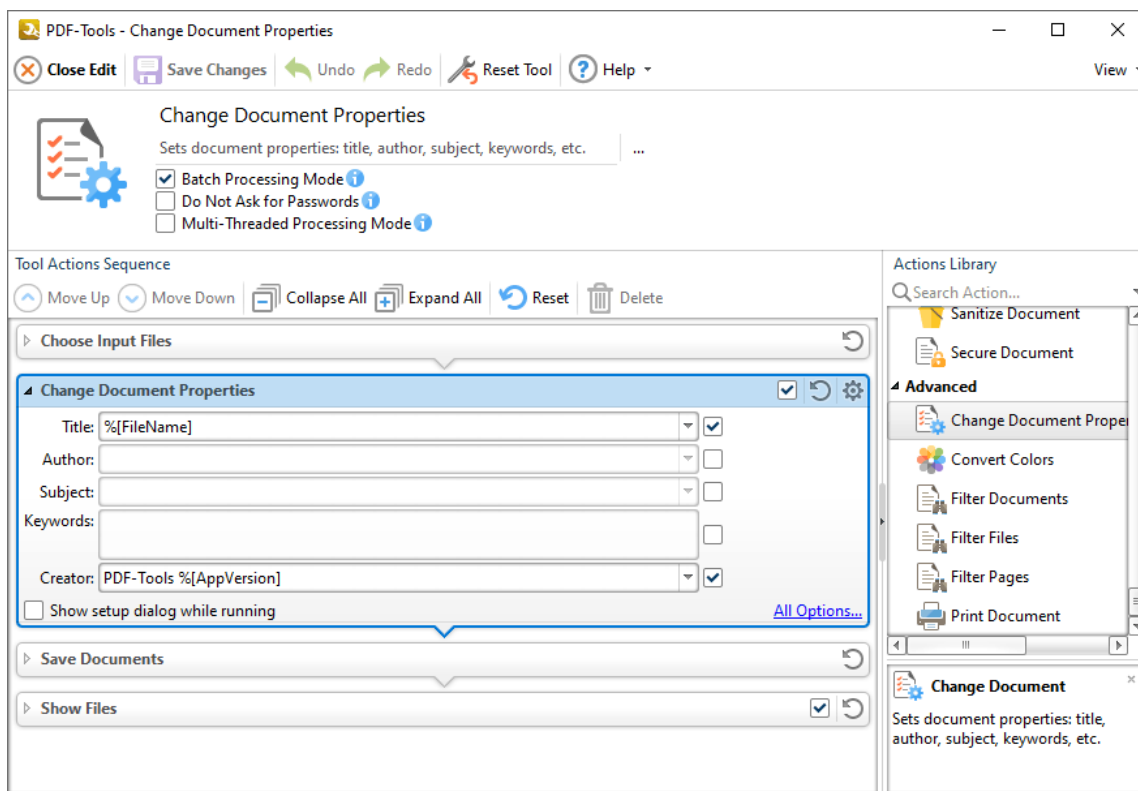 PDF-Tools - Change Document Properties
Close Edit Save Changes Undo Redo Reset Tool Help View
Change Document Properties
Sets document properties: title, author, subject, keywords, etc. ...
Batch Processing Mode
Do Not Ask for Passwords
Multi-Threaded Processing Mode
Tool Actions Sequence
Move Up Move Down Collapse All Expand All Reset Delete
Choose Input Files
Change Document Properties
Title: %[FileName]
Author:
Subject:
Keywords:
Creator: PDF-Tools %[AppVersion]
Show setup dialog while running All Options...
Save Documents
Show Files
Actions Library
Search Action...
Sanitize Document
Secure Document
Advanced
Change Document Proper
Convert Colors
Filter Documents
Filter Files
Filter Pages
Print Document
Change Document
Sets document properties: title,
author, subject, keywords, etc.